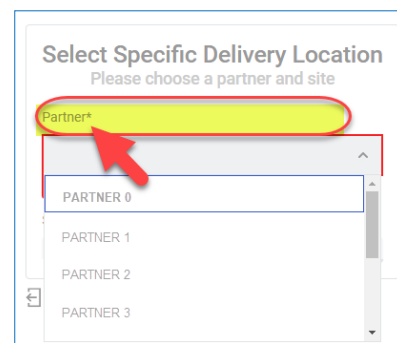 Select Specific Delivery Location
Please choose a partner and site
Partner*
PARTNER 0
PARTNER 1
PARTNER 2
PARTNER 3